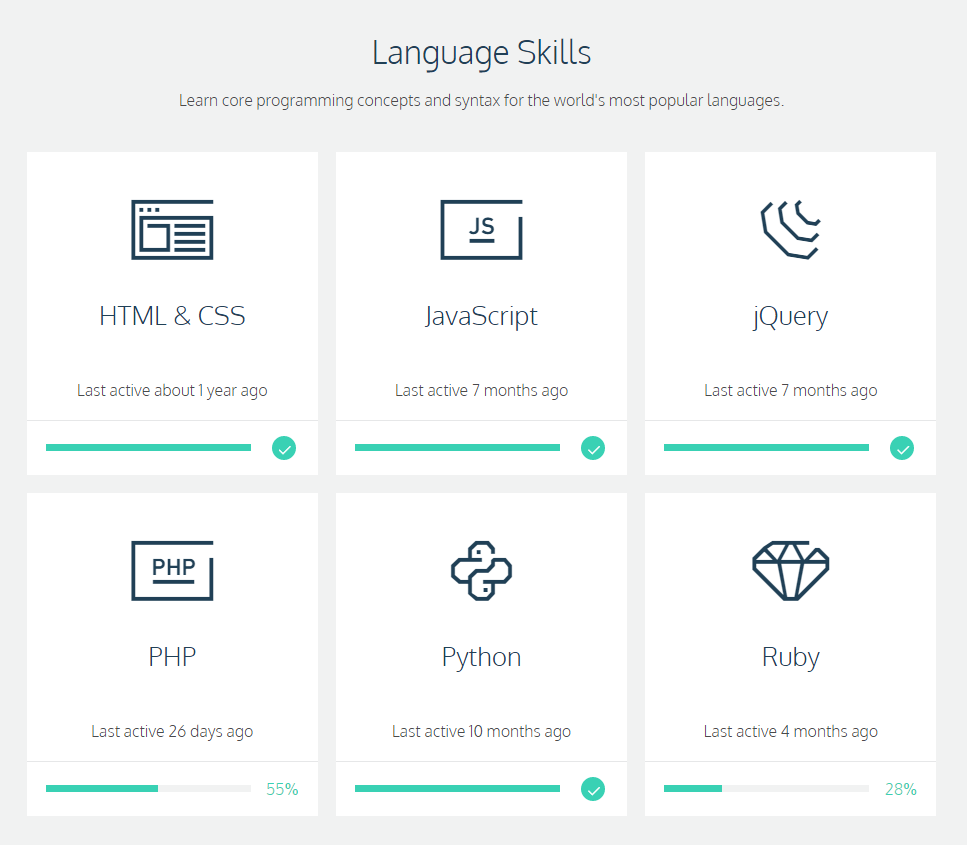 Language Skills
Learn core programming concepts and syntax for the world's most popular languages.
JS
HTML & CSS
JavaScript
jQuery
Last active about 1 year ago
Last active 7 months ago
Last active 7 months ago
PHP
PHP
Python
Ruby
Last active 26 days ago
Last active 10 months ago
Last active 4 months ago
55%
28%